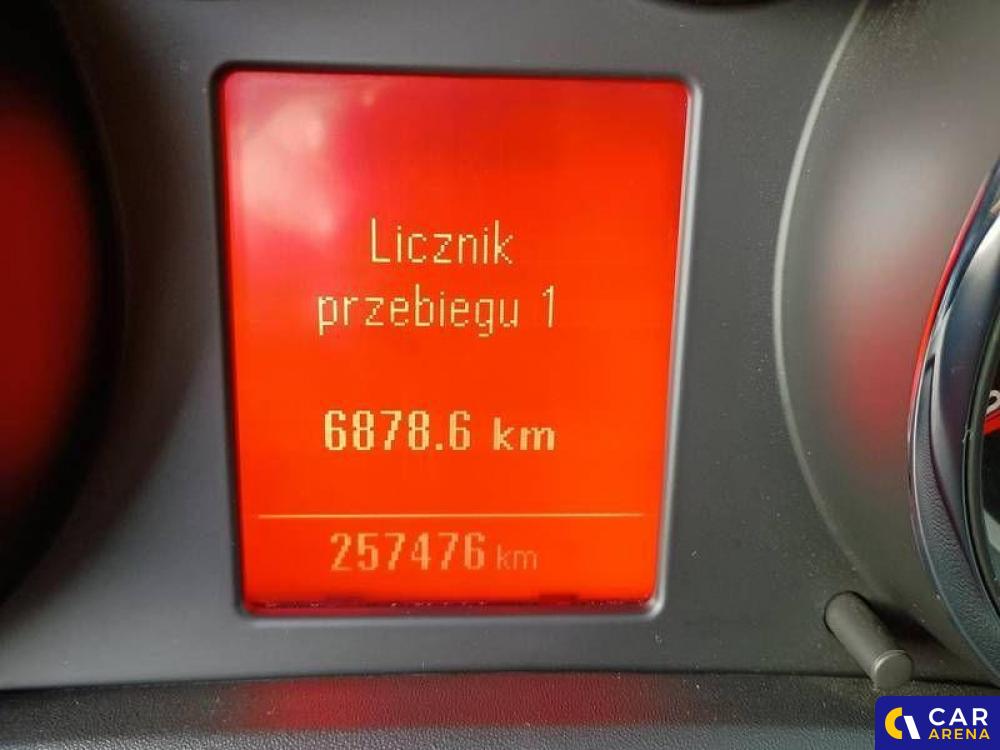 Licznik
przebiegu 1
6878.6 km
257476 km
CAR
ARENA